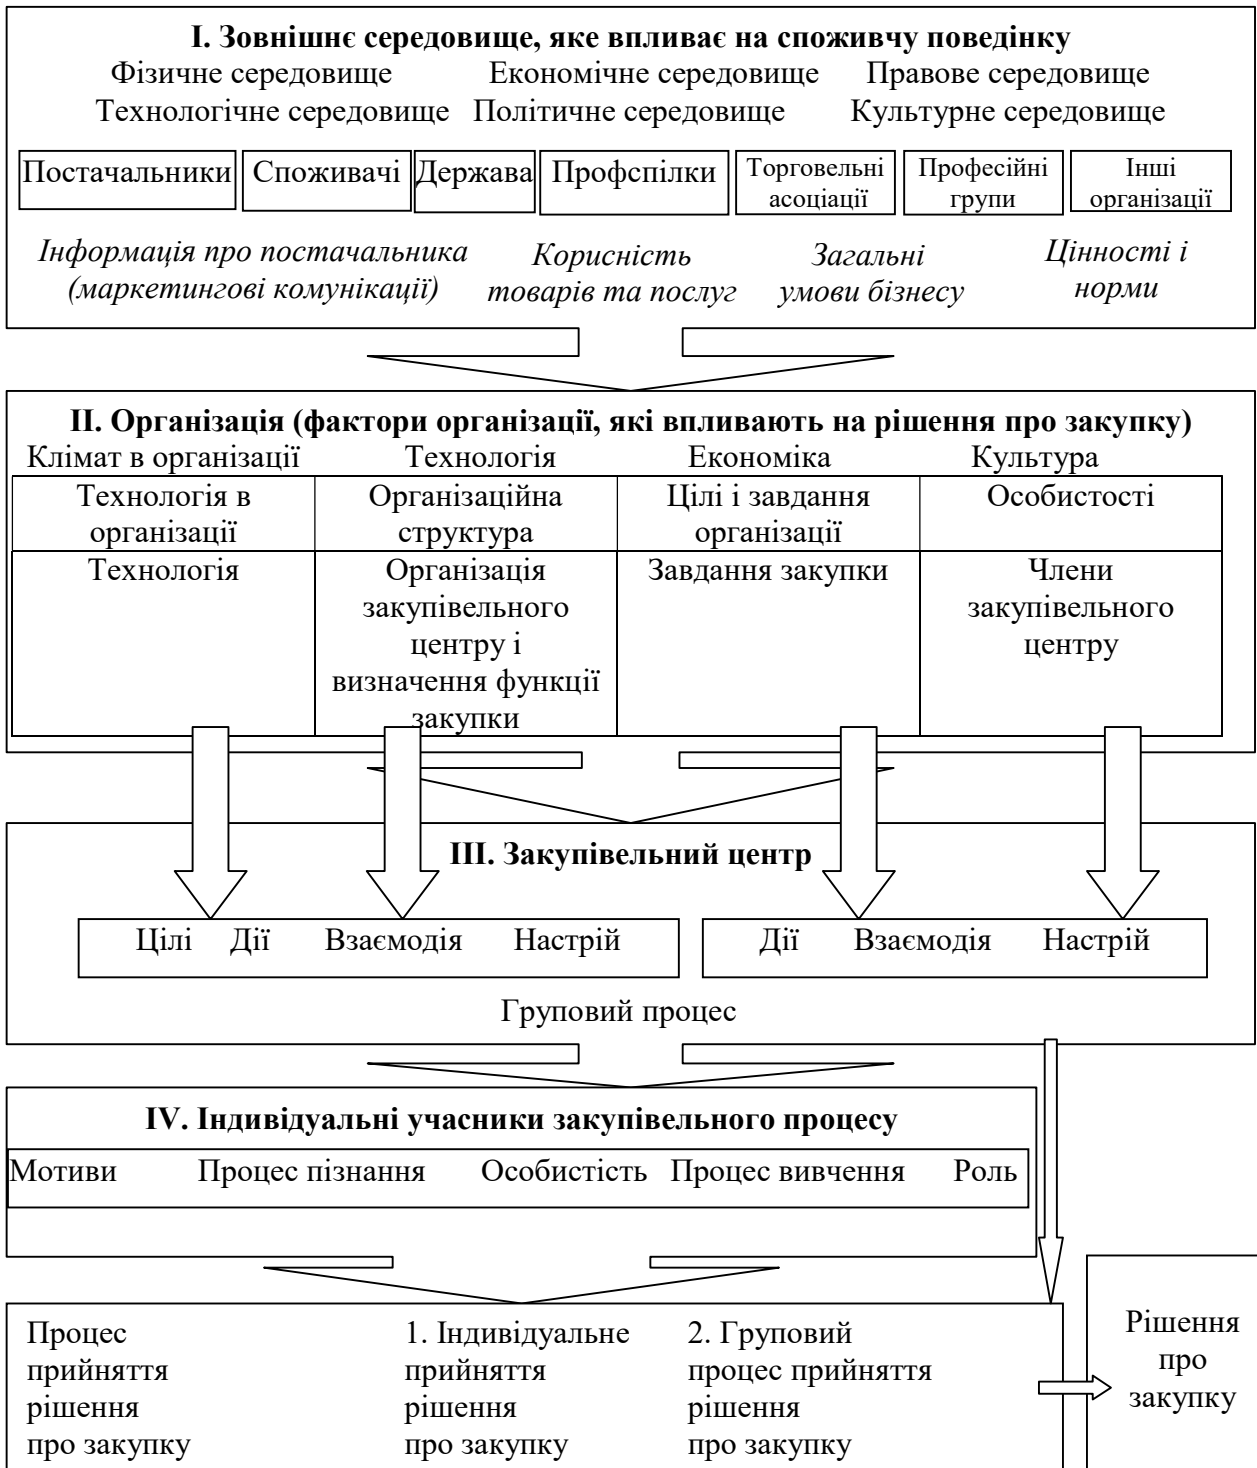 І. Зовнішнє середовище, яке впливає на споживчу поведінку
Фізичне середовище Економічне середовище Правове середовище
Технологічне середовище Політичне середовище Культурне середовище
Постачальники Споживачі Держава Профспілки
Торговельні
асоціації
Професійні
групи
Інші
організації
Інформація про постачальника
(маркетингові комунікації)
Корисність
товарів та послуг
Загальні
умови бізнесу
Цінності і
норми
ІІ. Організація (фактори організації, які впливають на рішення про закупку)
Клімат в організації Технологія Економіка Культура
Технологія в
організації
Організаційна
структура
Цілі і завдання
організації
Особистості
Технологія
Організація
закупівельного
центру і
визначення функції
закупки
Завдання закупки
Члени
закупівельного
центру
ІІІ. Закупівельний центр
Цілі Дії Взаємодія Настрій
Дії Взаємодія Настрій
Груповий процес
IV. Індивідуальні учасники закупівельного процесу
Мотиви Процес пізнання Особистість Процес вивчення Роль
Процес
прийняття
рішення
про закупку
1. Індивідуальне
прийняття
рішення
про закупку
2. Груповий
процес прийняття
рішення
про закупку
Рішення
про
закупку